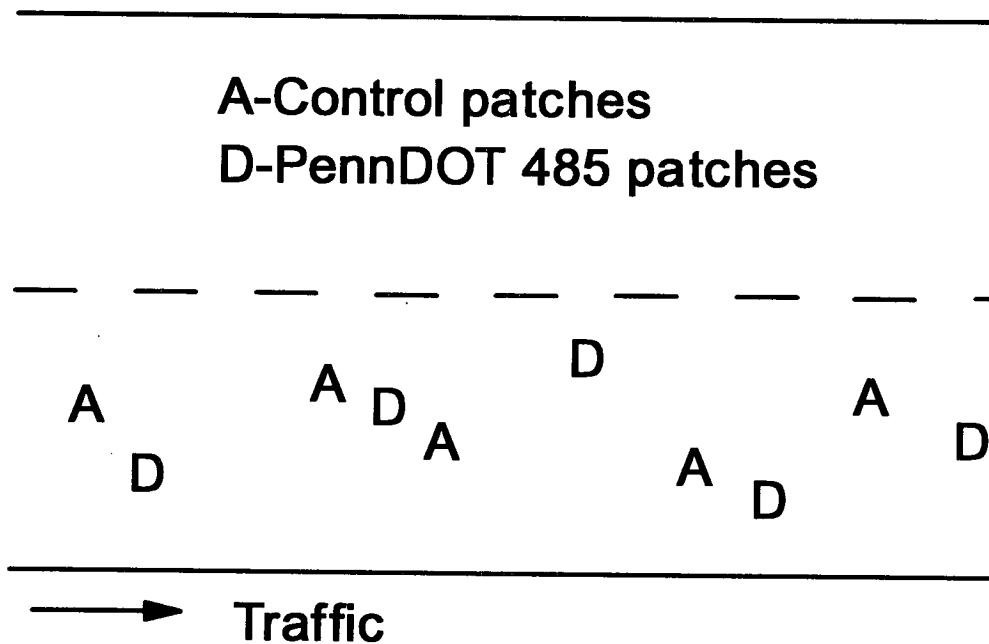 A-Control patches
D-PennDOT 485 patches
A D A D A D A D A D
Traffic